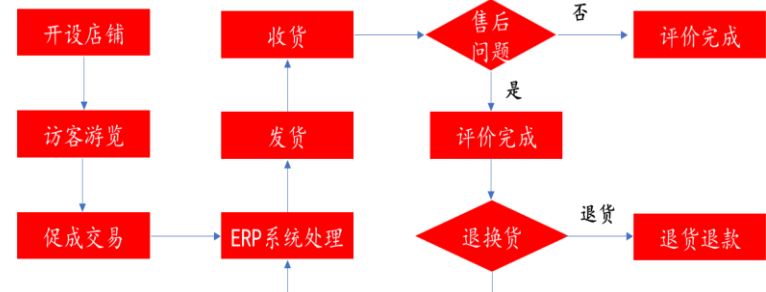 开设店铺
收货
售后
问题
否
评价完成
是
访客游览
发货
评价完成
促成交易
ERP系统处理
退换货
退货
退货退款